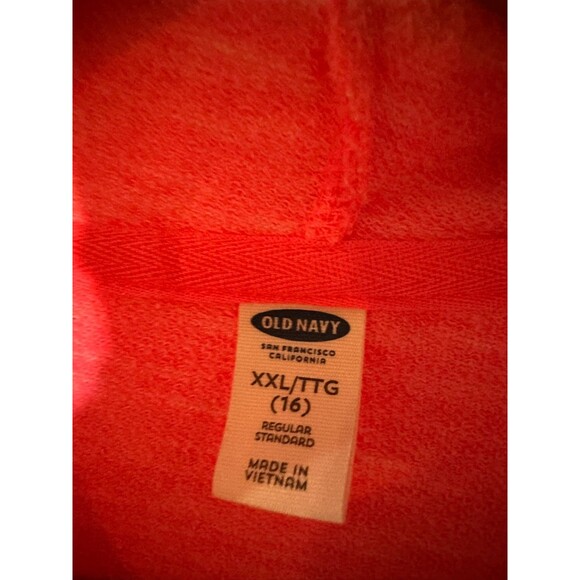 OLD NAVY
SAN FRANCISCO
CALIFORNIA
XXL/TTG
(16)
REGULAR
STANDARD
MADE IN
VIETNAM